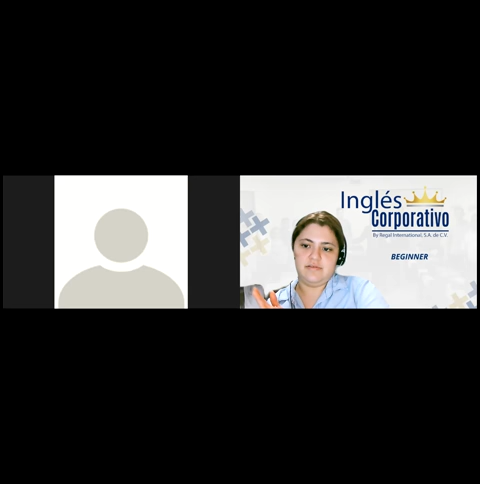 Inglés
Corporativo
By Regal International, S.A. de C.V.
BEGINNER